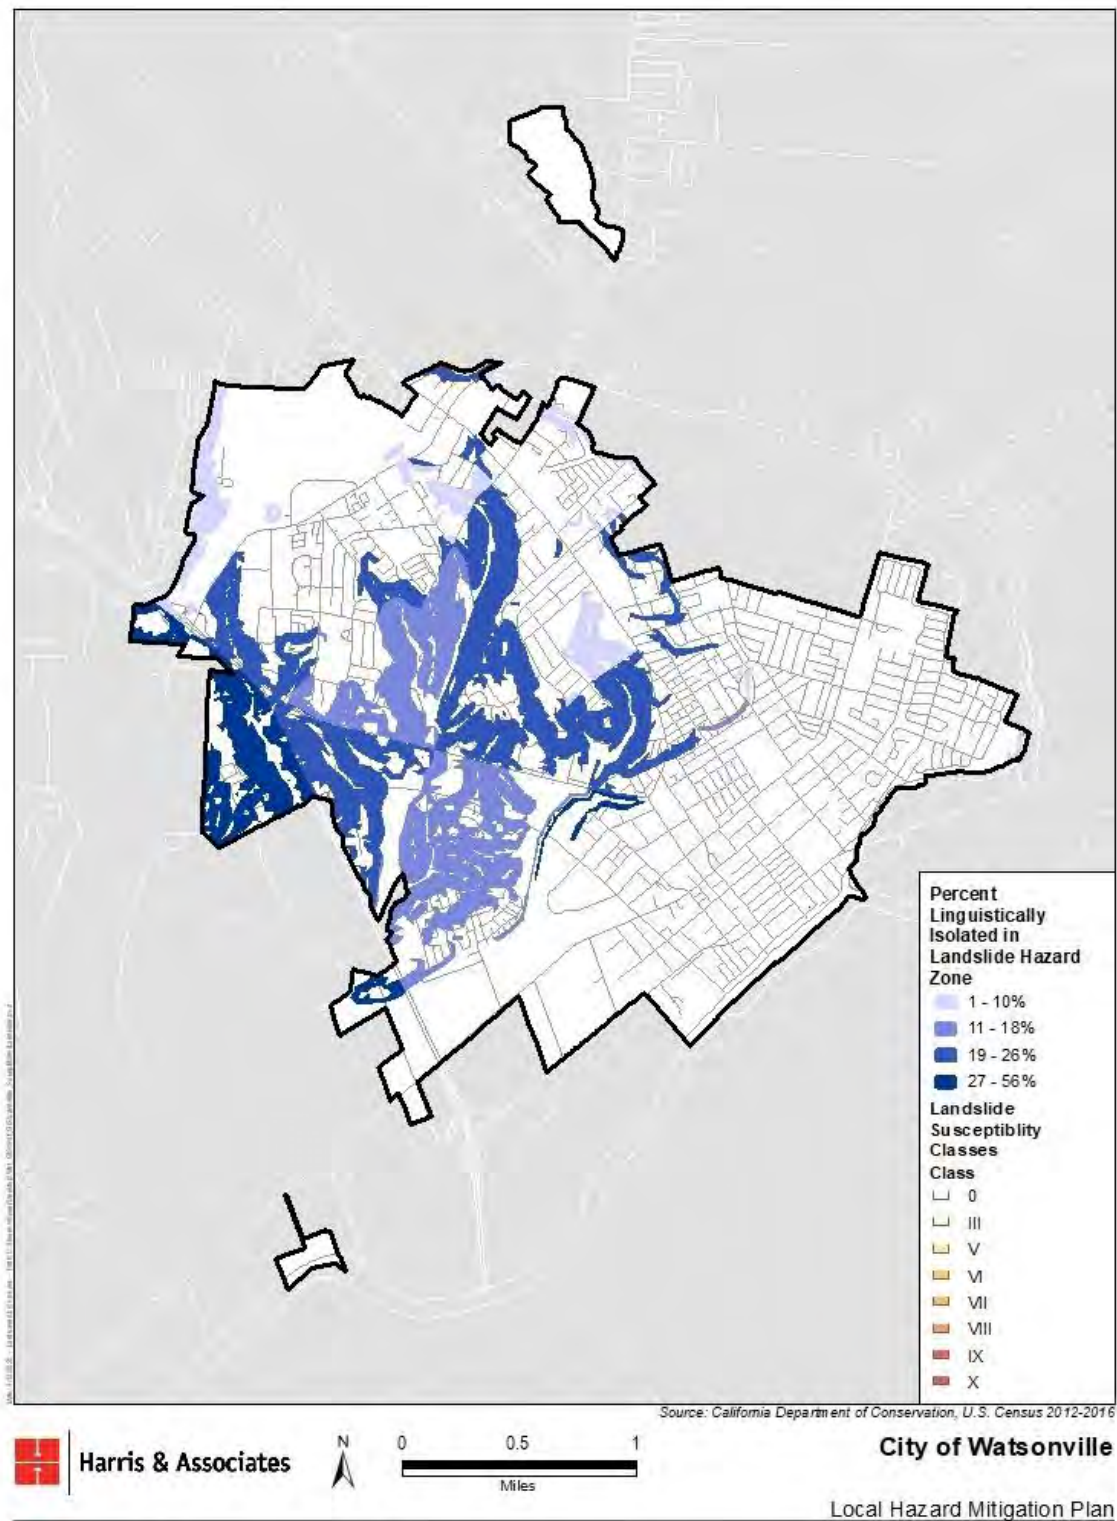 Percent
Linguistically
Isolated in
Landslide Hazard
Zone
1 - 10%
11 - 18%
19 - 26%
27 - 56%
Landslide
Susceptiblity
Classes
Class
0
III
V
VI
VII
VIII
IX
X
Source: California Department of Conservation, U.S. Census 2012-2016
Harris & Associates
N
0 0.5 1
Miles
City of Watsonville
Local Hazard Mitigation Plan